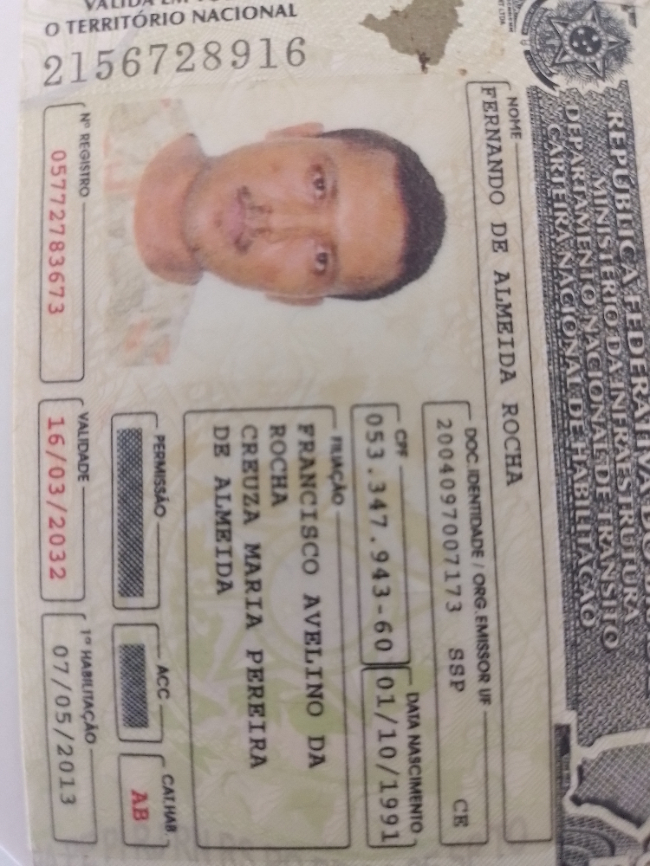 REPÚBLICA FEDERATIVA DO
MINISTÉRIO DA INFRAESTRUTURA
DEPARTAMENTO NACIONAL DE TRÂNSITO
CARTEIRA NACIONAL DE HABILITAÇÃO
VÁLIDA EM
O TERRITÓRIO NACIONAL
2156728916
NOME
FERNANDO DE ALMEIDA ROCHA
DOC. IDENTIDADE / ORG. EMISSOR UF
2004097007173 SSP CE
CPF DATA NASCIMENTO
053.347.943-60 01/10/1991
FILIAÇÃO
FRANCISCO AVELINO DA
ROCHA
CREUZA MARIA PEREIRA
DE ALMEIDA
PERMISSÃO ACC CAT.HAB.
AB
Nº REGISTRO VALIDADE 1ª HABILITAÇÃO
05772783673 16/03/2032 07/05/2013